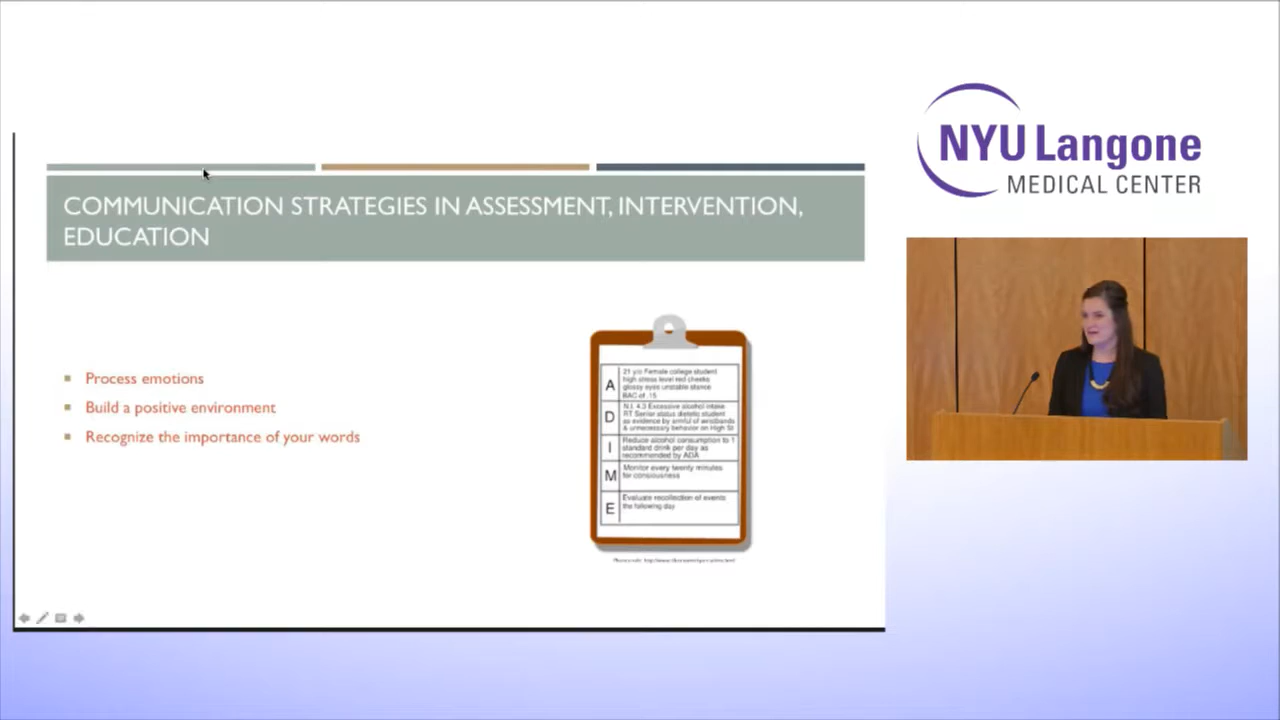 NYU Langone
MEDICAL CENTER
COMMUNICATION STRATEGIES IN ASSESSMENT, INTERVENTION,
EDUCATION
Process emotions
Build a positive environment
Recognize the importance of your words
A
21 y/o Female college student
high stress level red cheeks
glossy eyes unstable stance
BAC of .15
D
N.I. 4.3 Excessive alcohol intake
RT Senior status dietetic student
as evidence by armful of wristbands
& unnecessary behavior on High St
I
Reduce alcohol consumption to 1
standard drink per day as
recommended by ADA
M
Monitor every twenty minutes
for consiousness
E
Evaluate recollection of events
the following day